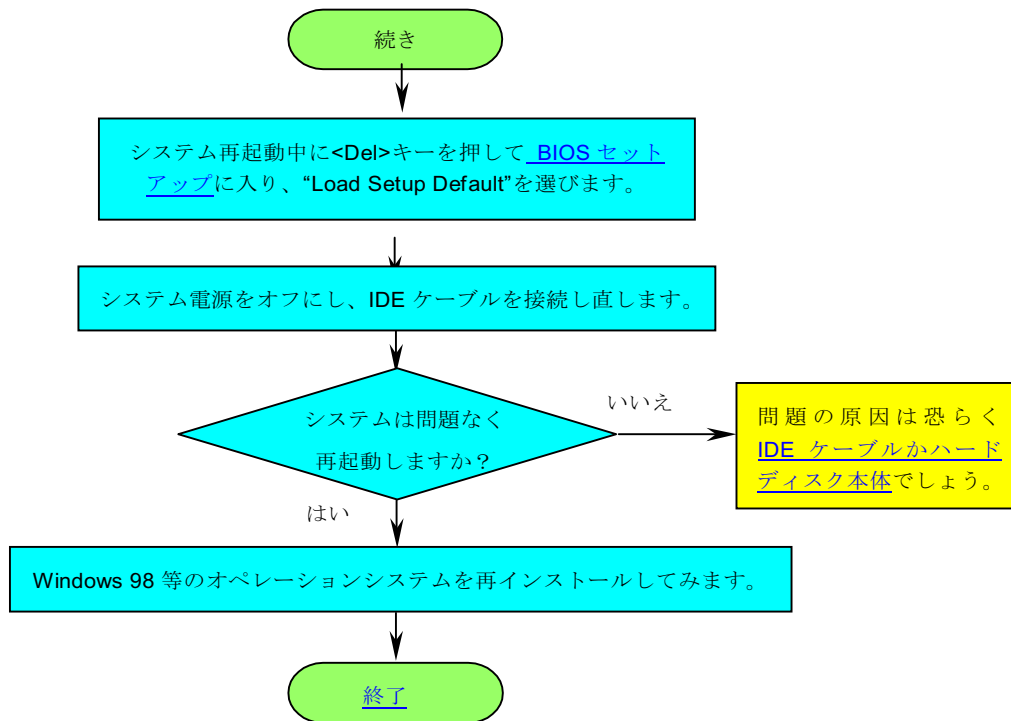 続き
システム再起動中に<Del>キーを押して BIOS セット
アップに入り、“Load Setup Default”を選びます。
システム電源をオフにし、IDE ケーブルを接続し直します。
システムは問題なく
再起動しますか？
いいえ
問題の原因は恐らく
IDE ケーブルかハード
ディスク本体でしょう。
はい
Windows 98 等のオペレーションシステムを再インストールしてみます。
終了